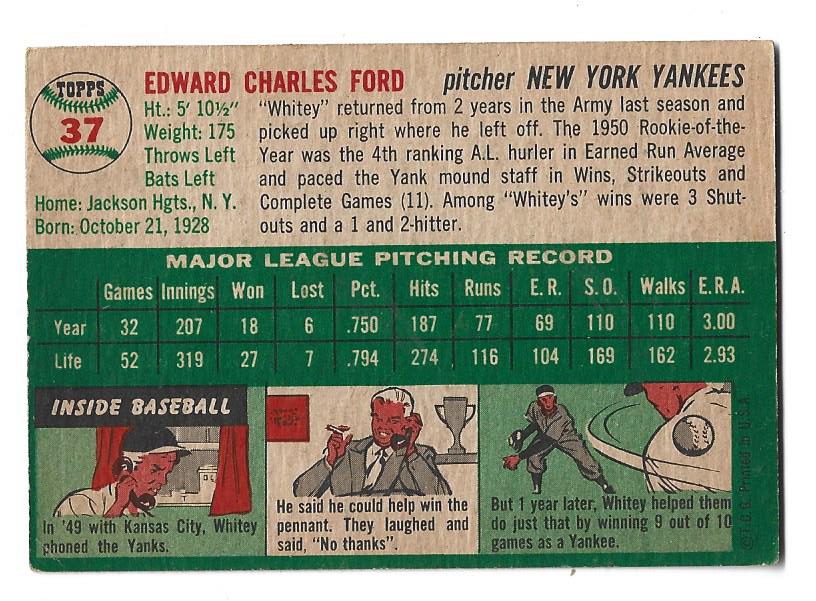 TOPPS
37
EDWARD CHARLES FORD pitcher NEW YORK YANKEES
Ht.: 5' 10½"
Weight: 175
Throws Left
Bats Left
Home: Jackson Hgts., N. Y.
Born: October 21, 1928
"Whitey" returned from 2 years in the Army last season and
picked up right where he left off. The 1950 Rookie-of-the-
Year was the 4th ranking A.L. hurler in Earned Run Average
and paced the Yank mound staff in Wins, Strikeouts and
Complete Games (11). Among "Whitey's" wins were 3 Shut-
outs and a 1 and 2-hitter.
MAJOR LEAGUE PITCHING RECORD
Games Innings Won Lost Pct. Hits Runs E. R. S. O. Walks E.R.A.
Year 32 207 18 6 .750 187 77 69 110 110 3.00
Life 52 319 27 7 .794 274 116 104 169 162 2.93
INSIDE BASEBALL
In '49 with Kansas City, Whitey
phoned the Yanks.
He said he could help win the
pennant. They laughed and
said, "No thanks".
But 1 year later, Whitey helped them
do just that by winning 9 out of 10
games as a Yankee.
©T.C.G. Printed in U.S.A.